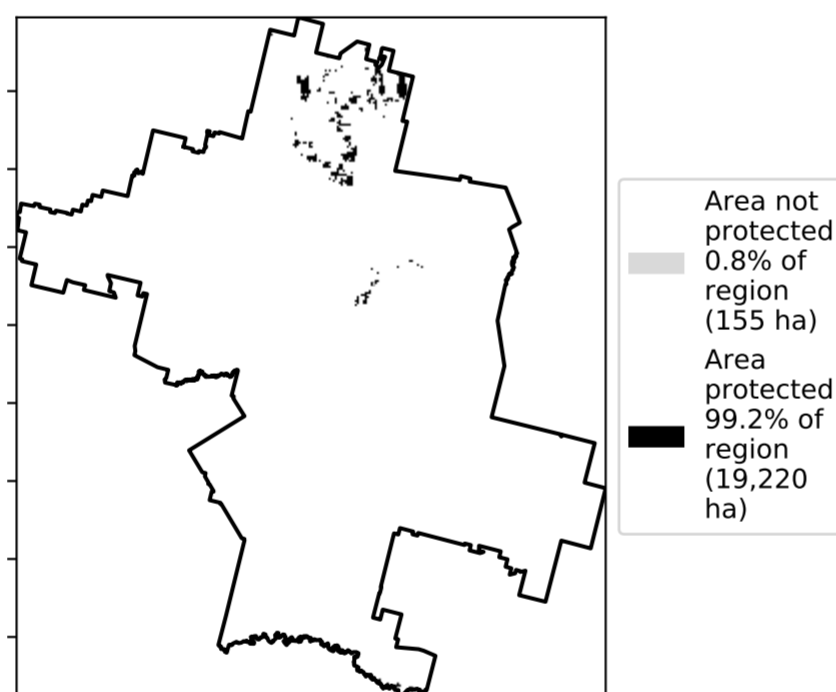 Area not
protected
0.8% of
region
(155 ha)
Area
protected
99.2% of
region
(19,220
ha)